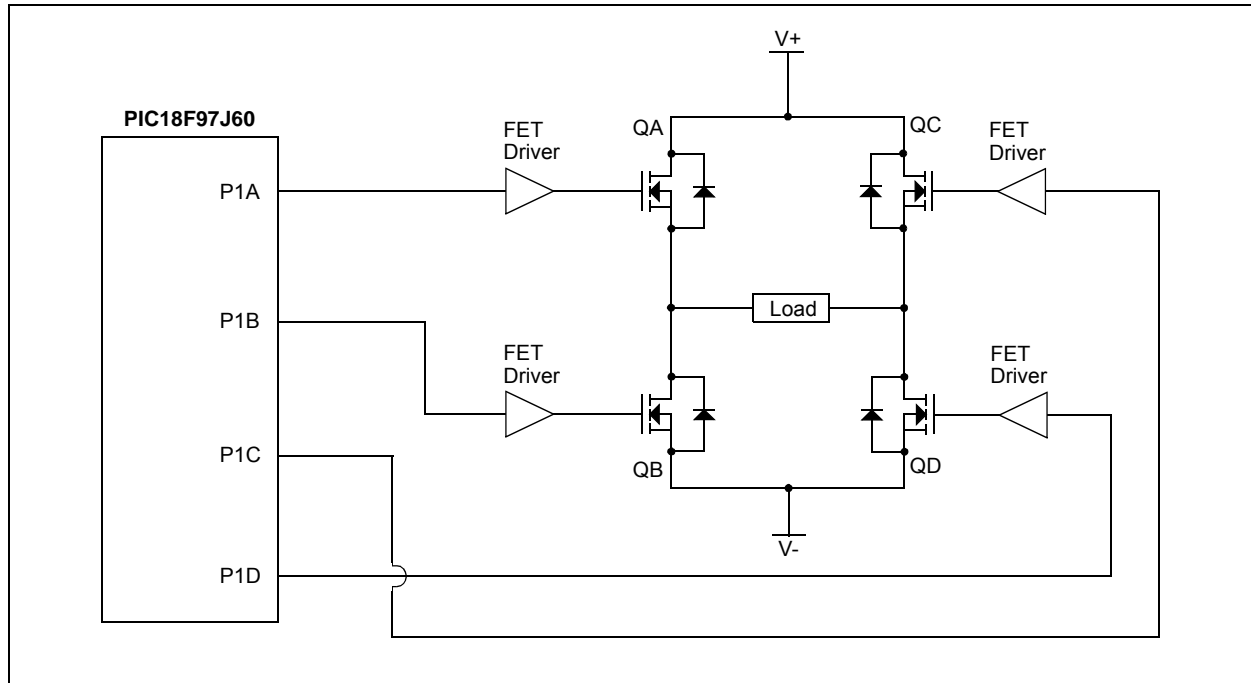 V+
PIC18F97J60
QA
QC
FET
Driver
FET
Driver
P1A
P1B
Load
FET
Driver
FET
Driver
P1C
QB
QD
V-
P1D